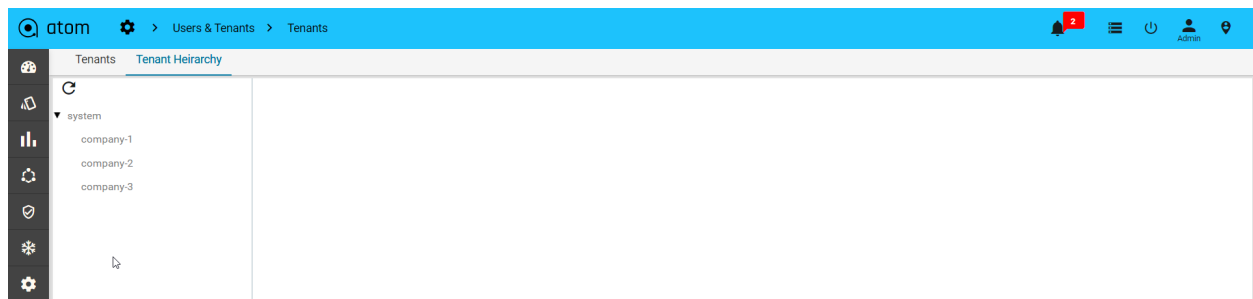 atom > Users & Tenants > Tenants 2 Admin
Tenants Tenant Heirarchy
system
company-1
company-2
company-3